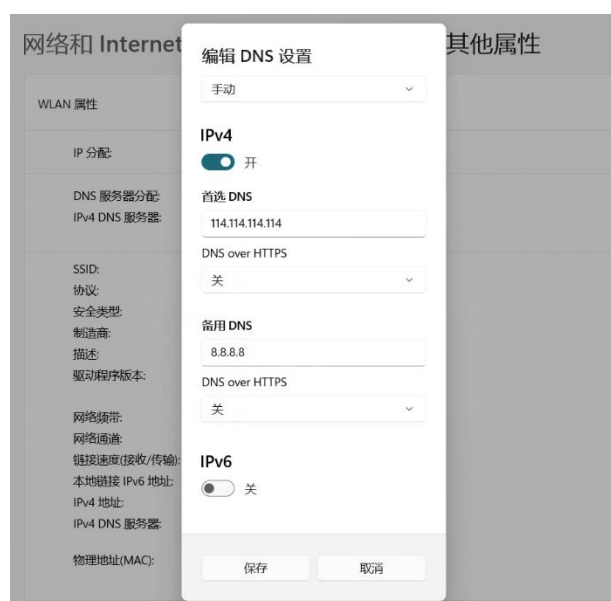 网络和 Internet
其他属性
WLAN 属性
IP 分配:
DNS 服务器分配:
IPv4 DNS 服务器:
SSID:
协议:
安全类型:
制造商:
描述:
驱动程序版本:
网络频带:
网络通道:
链接速度(接收/传输):
本地链接 IPv6 地址:
IPv4 地址:
IPv4 DNS 服务器:
物理地址(MAC):
编辑 DNS 设置
手动
IPv4
开
首选 DNS
114.114.114.114
DNS over HTTPS
关
备用 DNS
8.8.8.8
DNS over HTTPS
关
IPv6
关
保存
取消